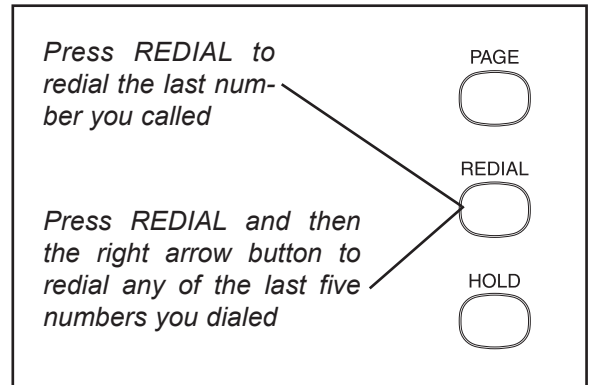 Press REDIAL to
redial the last num-
ber you called
PAGE
REDIAL
Press REDIAL and then
the right arrow button to
redial any of the last five
numbers you dialed
HOLD